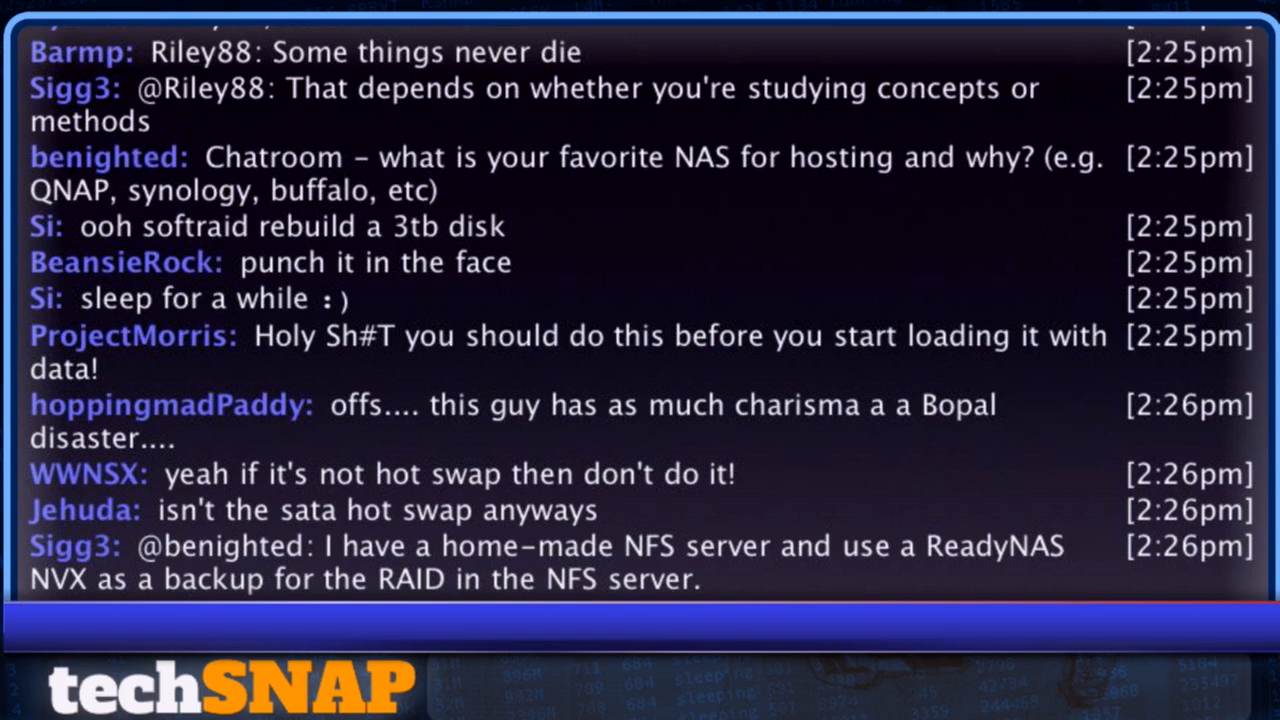 Barmp: Riley88: Some things never die [2:25pm]
Sigg3: @Riley88: That depends on whether you're studying concepts or [2:25pm]
methods
benighted: Chatroom – what is your favorite NAS for hosting and why? (e.g. [2:25pm]
QNAP, synology, buffalo, etc)
Si: ooh softraid rebuild a 3tb disk [2:25pm]
BeansieRock: punch it in the face [2:25pm]
Si: sleep for a while :) [2:25pm]
ProjectMorris: Holy Sh#T you should do this before you start loading it with [2:25pm]
data!
hoppingmadPaddy: offs.... this guy has as much charisma a a Bopal [2:26pm]
disaster....
WWNSX: yeah if it's not hot swap then don't do it! [2:26pm]
Jehuda: isn't the sata hot swap anyways [2:26pm]
Sigg3: @benighted: I have a home-made NFS server and use a ReadyNAS [2:26pm]
NVX as a backup for the RAID in the NFS server.
techSNAP